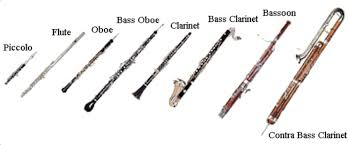 Piccolo
Flute
Oboe
Bass Oboe
Clarinet
Bass Clarinet
Bassoon
Contra Bass Clarinet